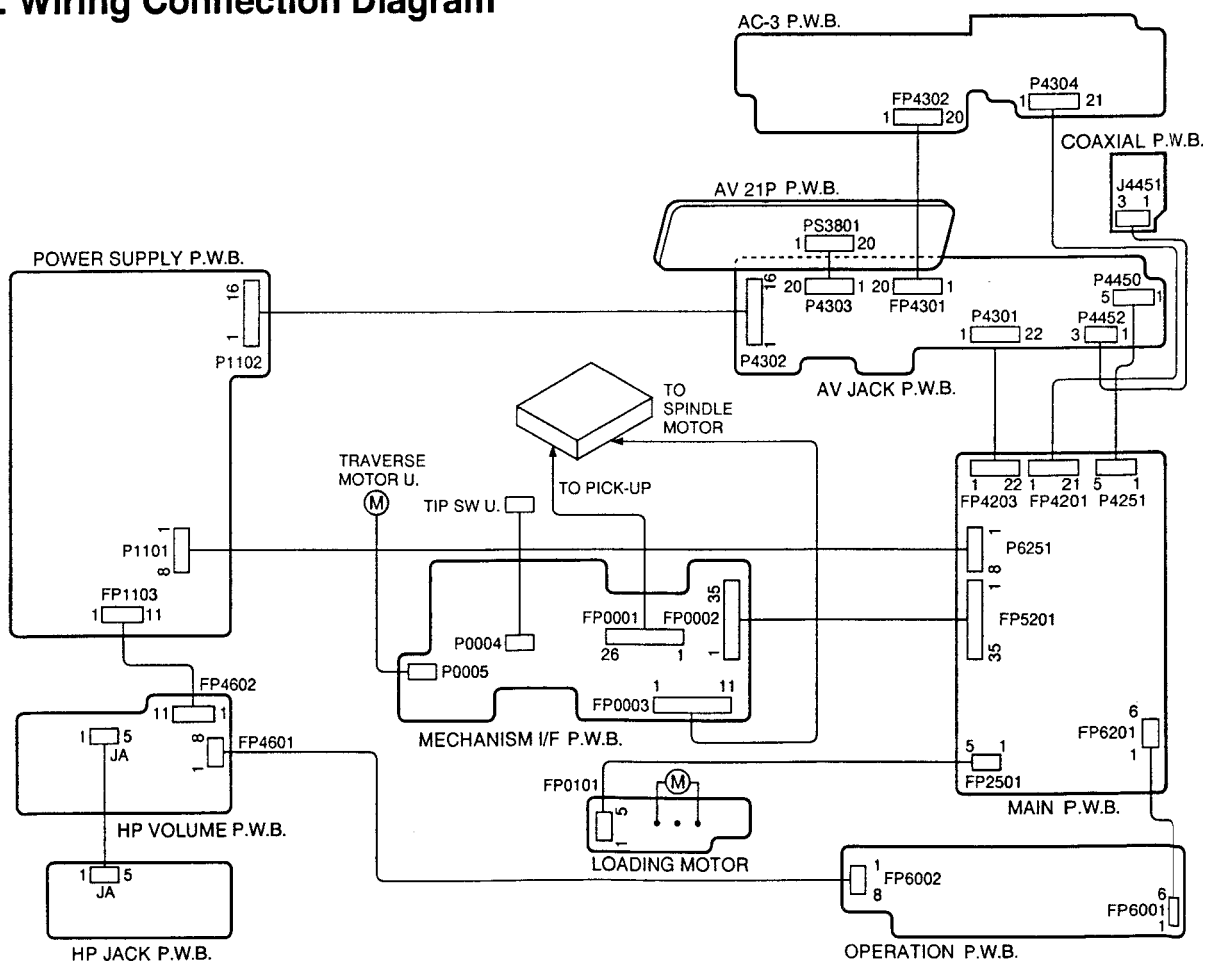 . Wiring Connection Diagram
AC-3 P.W.B.
P4304
1 21
FP4302
1 20
COAXIAL P.W.B.
J4451
3 1
AV 21P P.W.B.
PS3801
1 20
POWER SUPPLY P.W.B.
16
1
P1102
16
1
P4302
20 1
P4303
20 1
FP4301
P4301
1 22
P4450
5 1
P4452
3 1
AV JACK P.W.B.
TO
SPINDLE
MOTOR
TRAVERSE
MOTOR U.
M
TO PICK-UP
TIP SW U.
1 22
FP4203
1 21
FP4201
5 1
P4251
P1101
1
8
P6251
1
8
FP1103
1 11
FP0001
26 1
FP0002
35
1
FP5201
1
35
P0004
P0005
FP0003
1 11
MECHANISM I/F P.W.B.
FP4602
11 1
1 5
JA
8
1
FP4601
HP VOLUME P.W.B.
6
FP6201
1
5 1
FP2501
MAIN P.W.B.
FP0101
M
5
1
LOADING MOTOR
1 5
JA
HP JACK P.W.B.
1
FP6002
8
6
FP6001
1
OPERATION P.W.B.